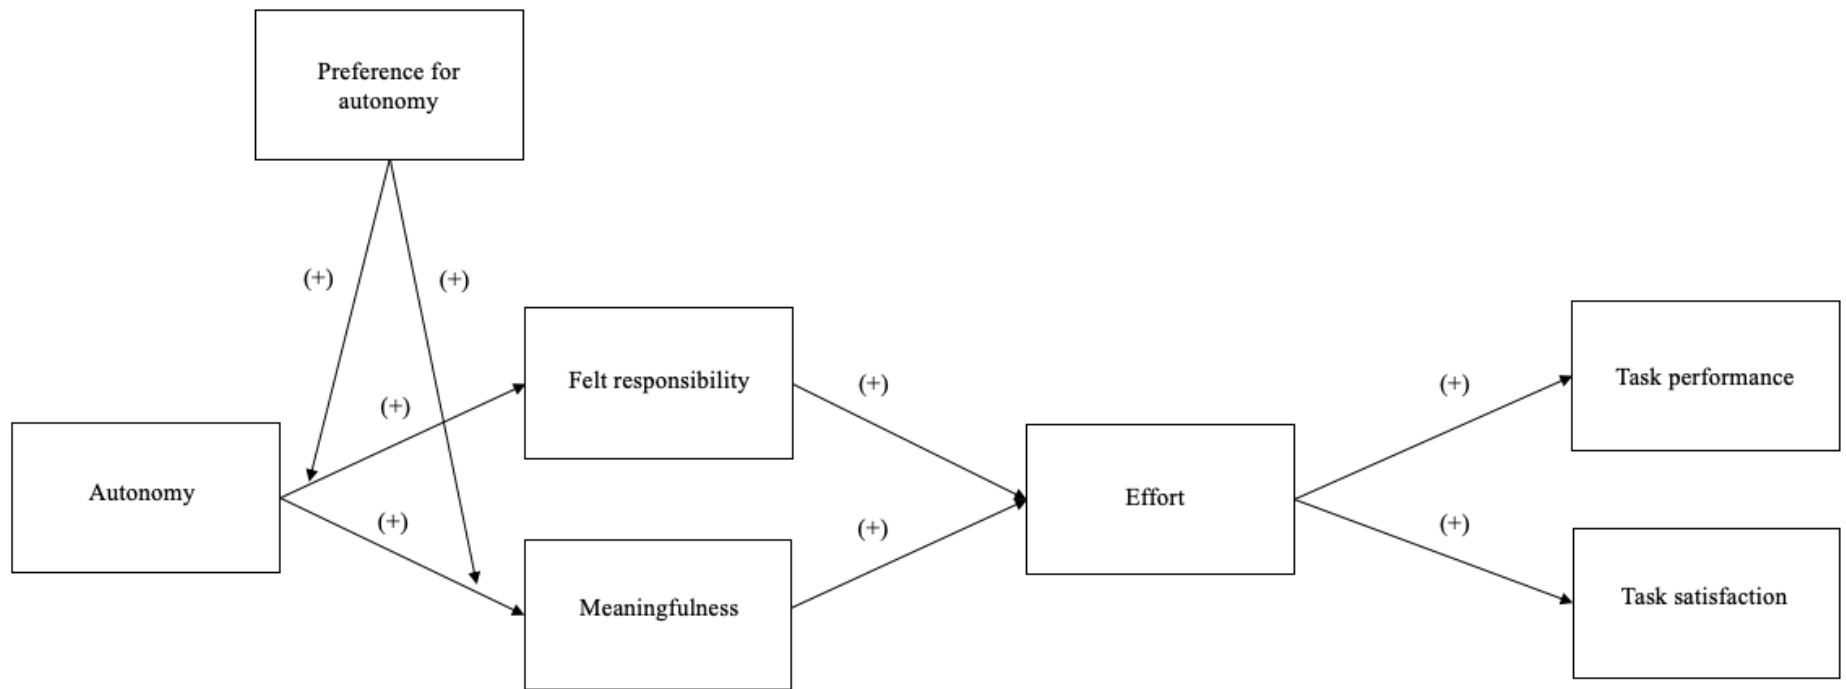 Preference for
autonomy
(+)
(+)
Felt responsibility
(+)
(+)
Task performance
(+)
Autonomy
Effort
(+)
(+)
(+)
Meaningfulness
Task satisfaction